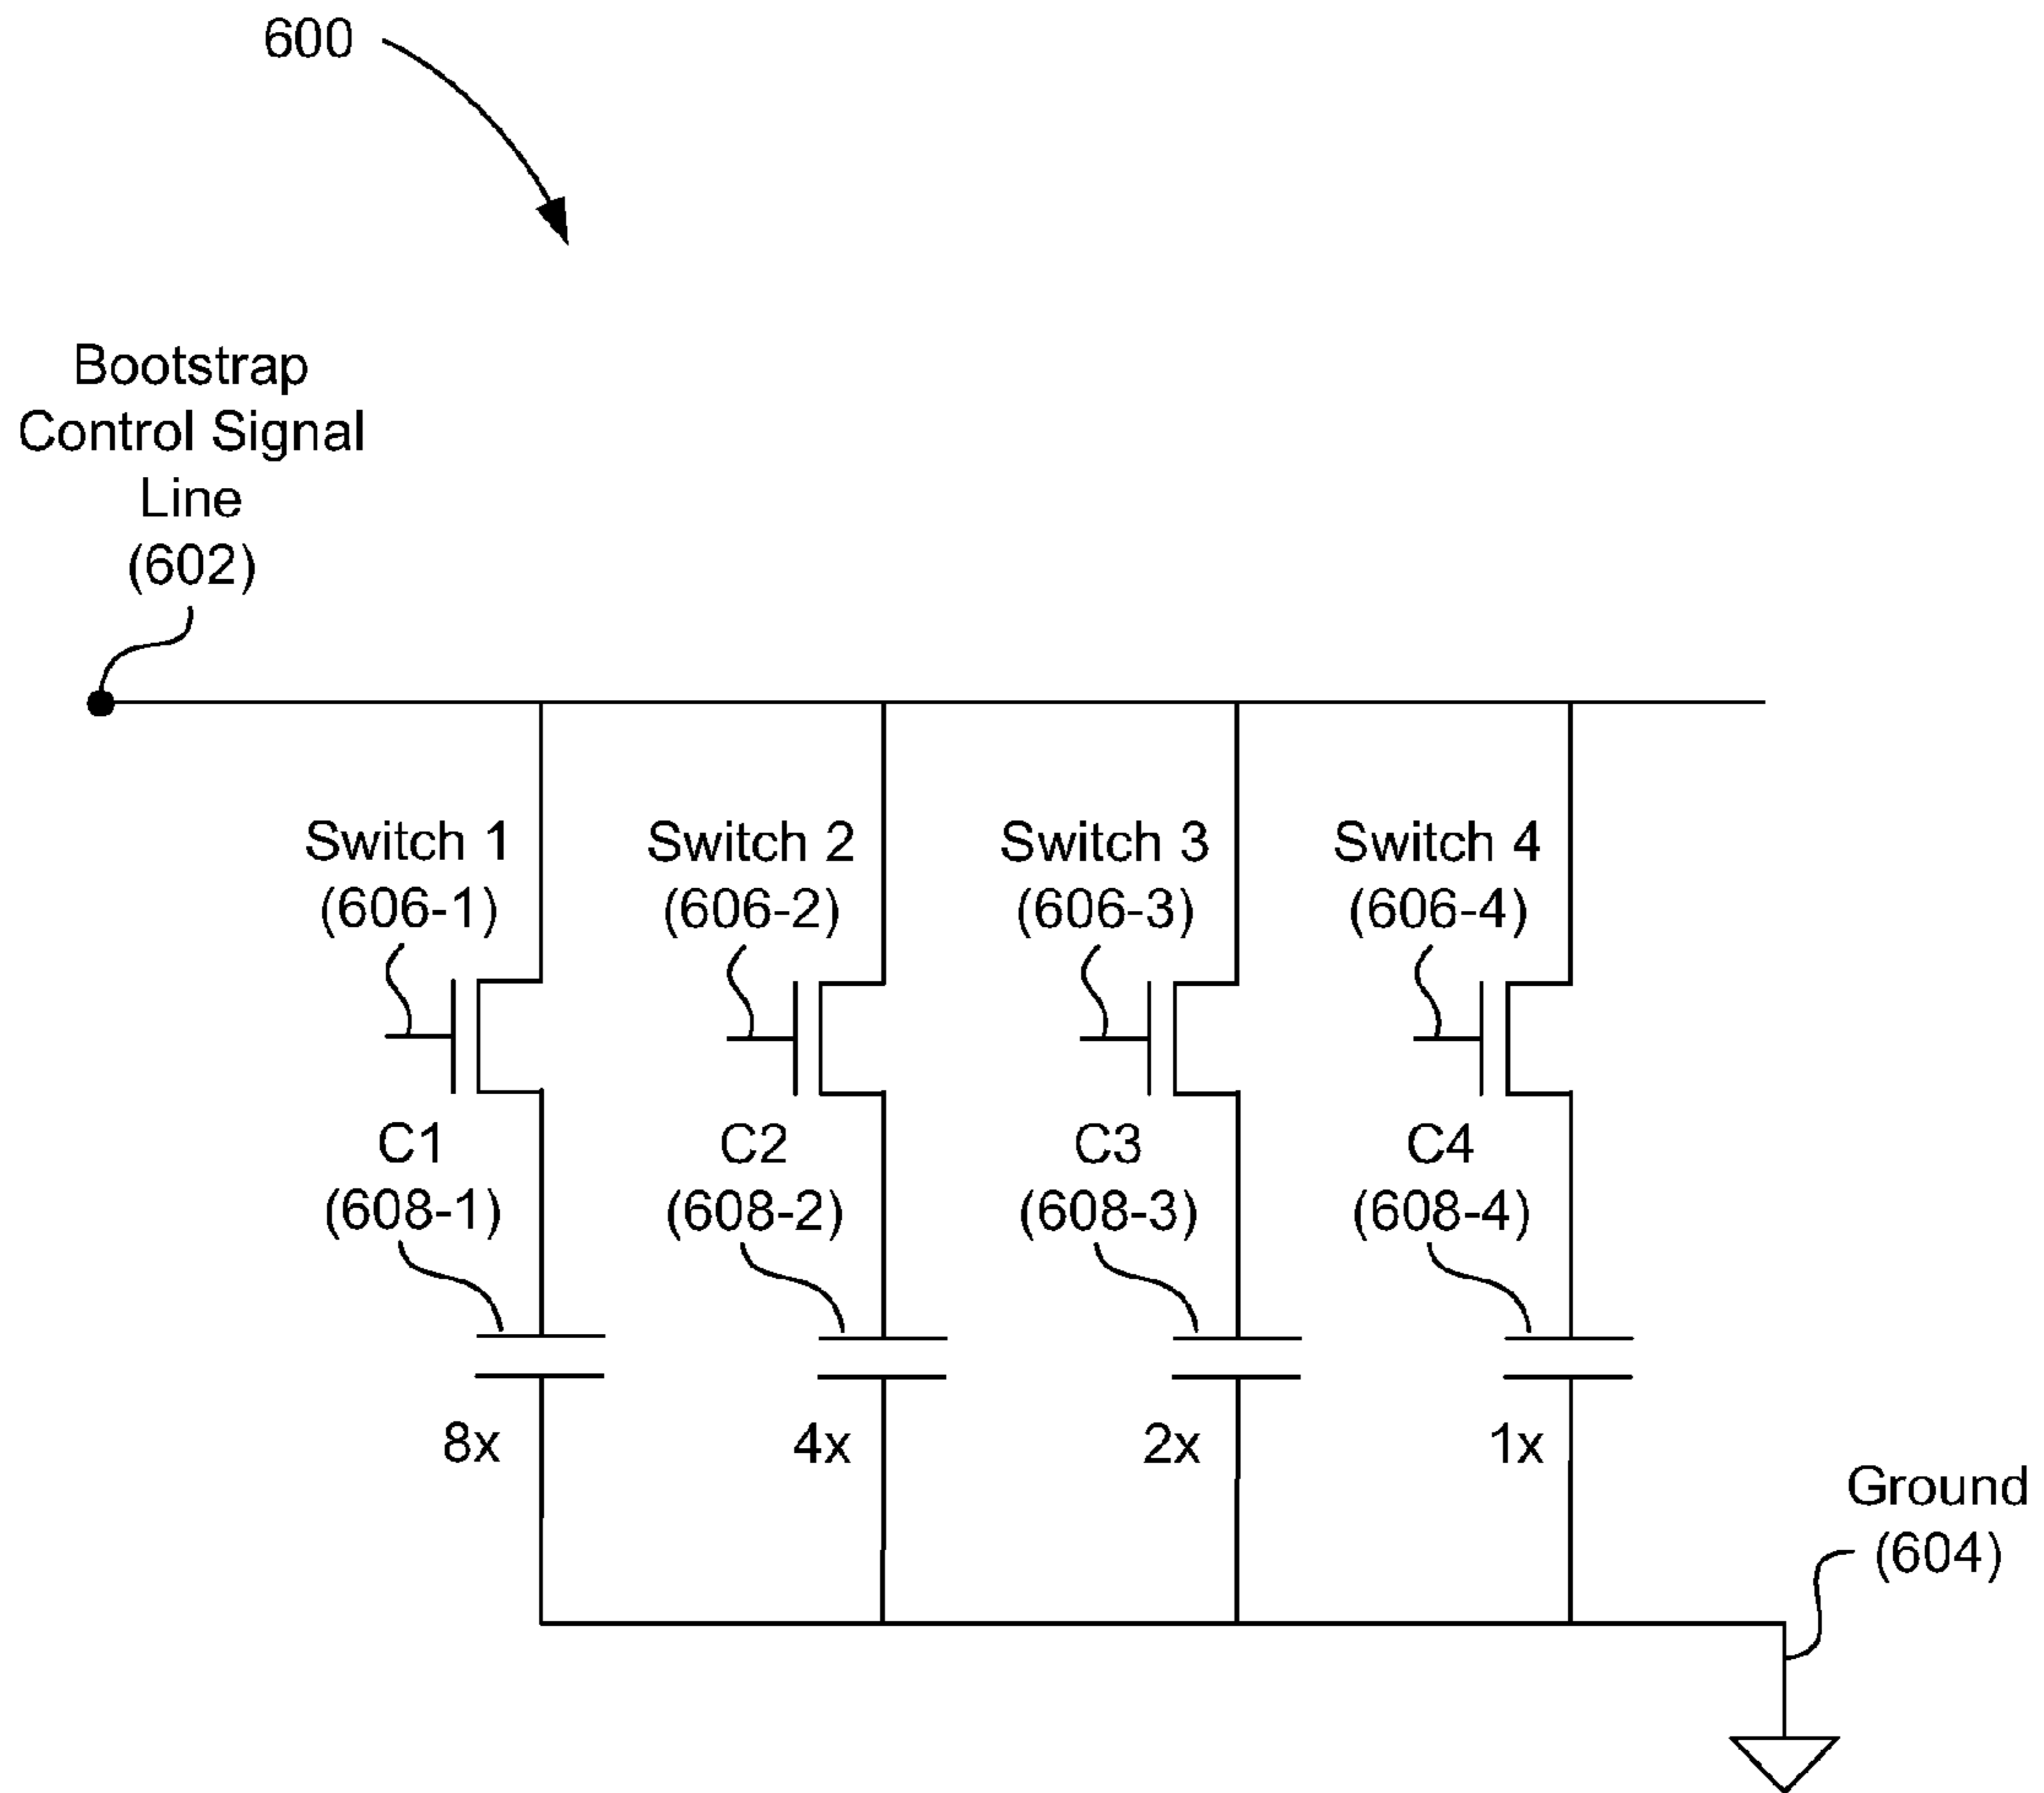 600
Bootstrap
Control Signal
Line
(602)
Switch 1
(606-1)
Switch 2
(606-2)
Switch 3
(606-3)
Switch 4
(606-4)
C1
(608-1)
C2
(608-2)
C3
(608-3)
C4
(608-4)
8x
4x
2x
1x
Ground
(604)